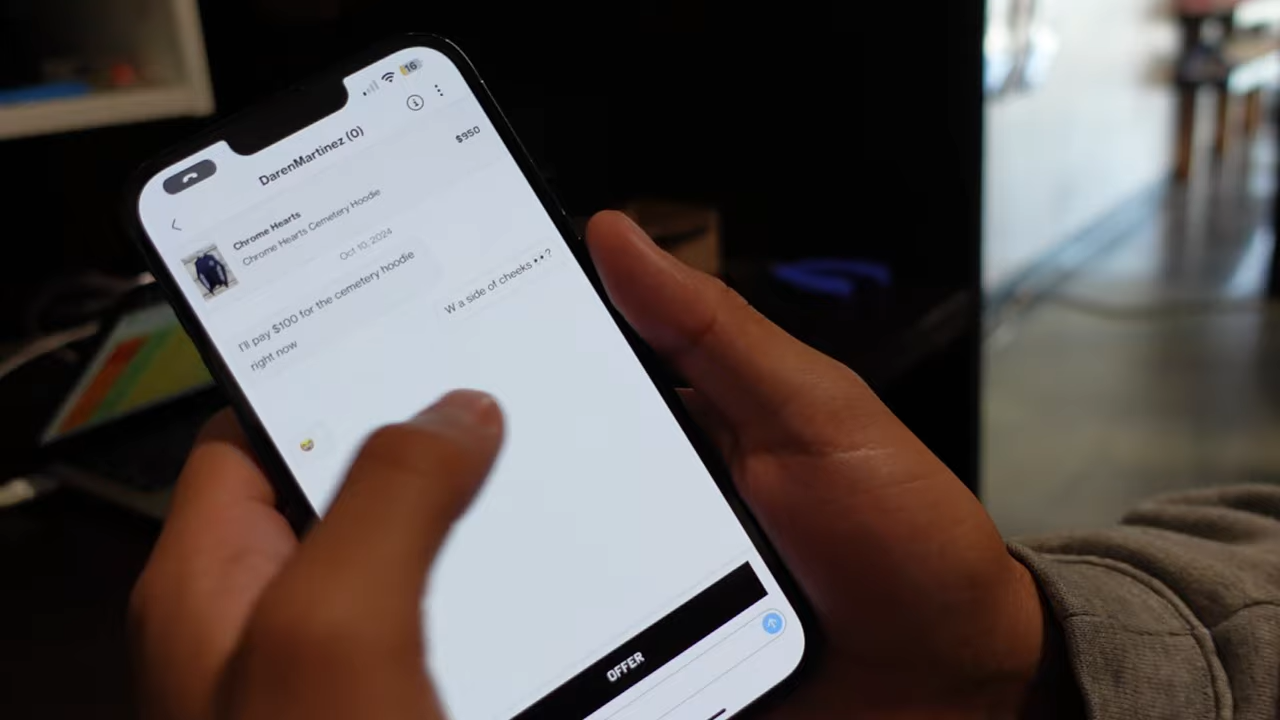 16
DarenMartinez (0)
$950
Chrome Hearts
Chrome Hearts Cemetery Hoodie
Oct 10, 2024
I'll pay $100 for the cemetery hoodie
right now
W a side of cheeks 👀?
OFFER